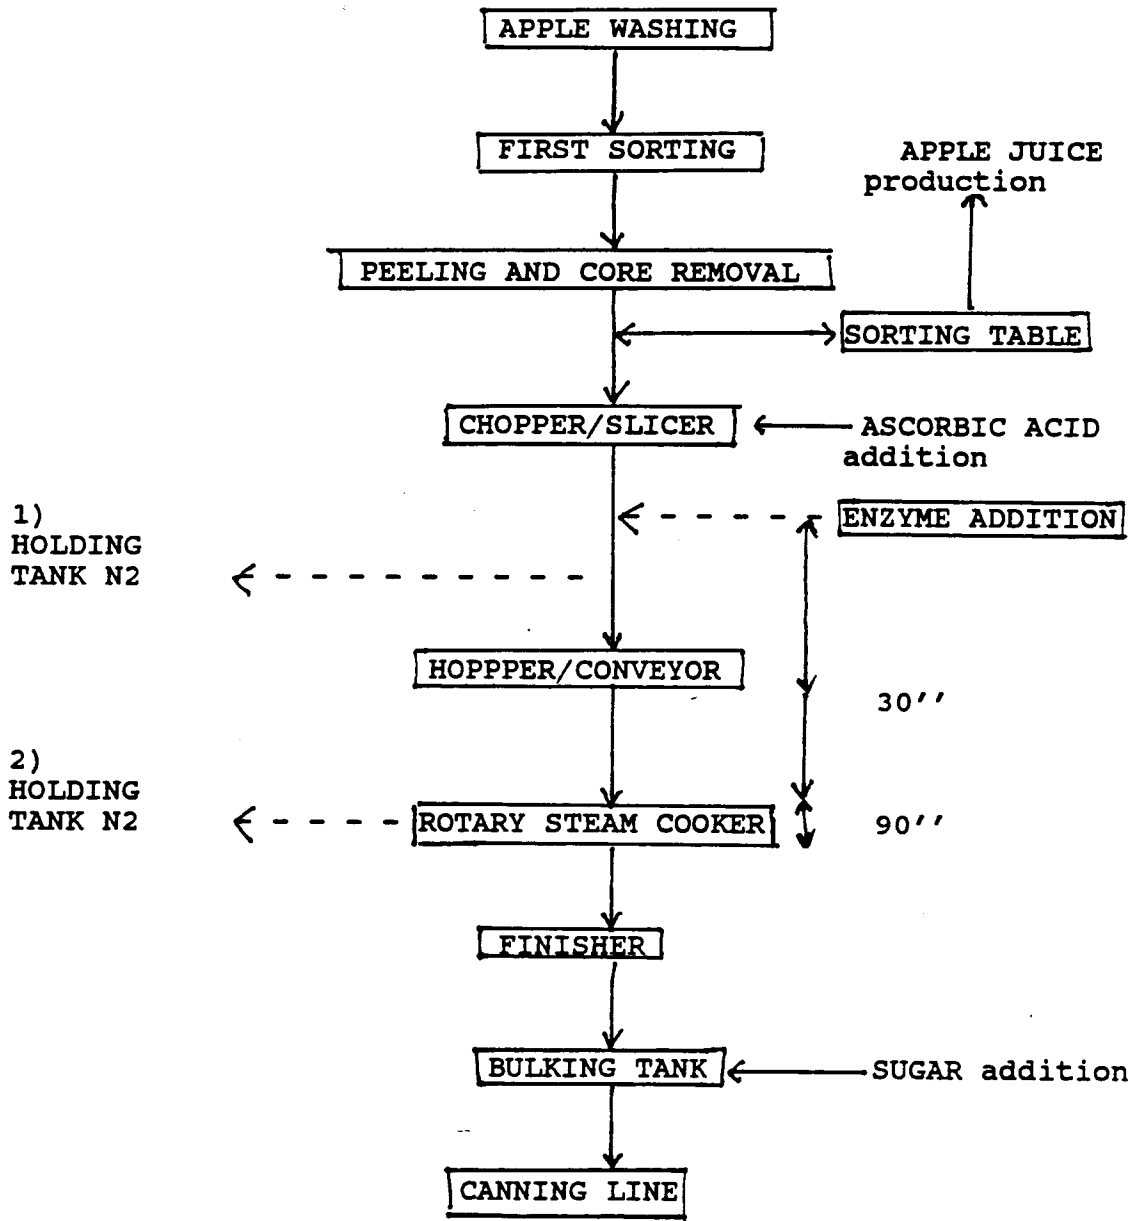 APPLE WASHING
FIRST SORTING
APPLE JUICE
production
PEELING AND CORE REMOVAL
SORTING TABLE
CHOPPER/SLICER
ASCORBIC ACID
addition
ENZYME ADDITION
1)
HOLDING
TANK N2
HOPPPER/CONVEYOR
30''
2)
HOLDING
TANK N2
ROTARY STEAM COOKER
90''
FINISHER
BULKING TANK
SUGAR addition
CANNING LINE